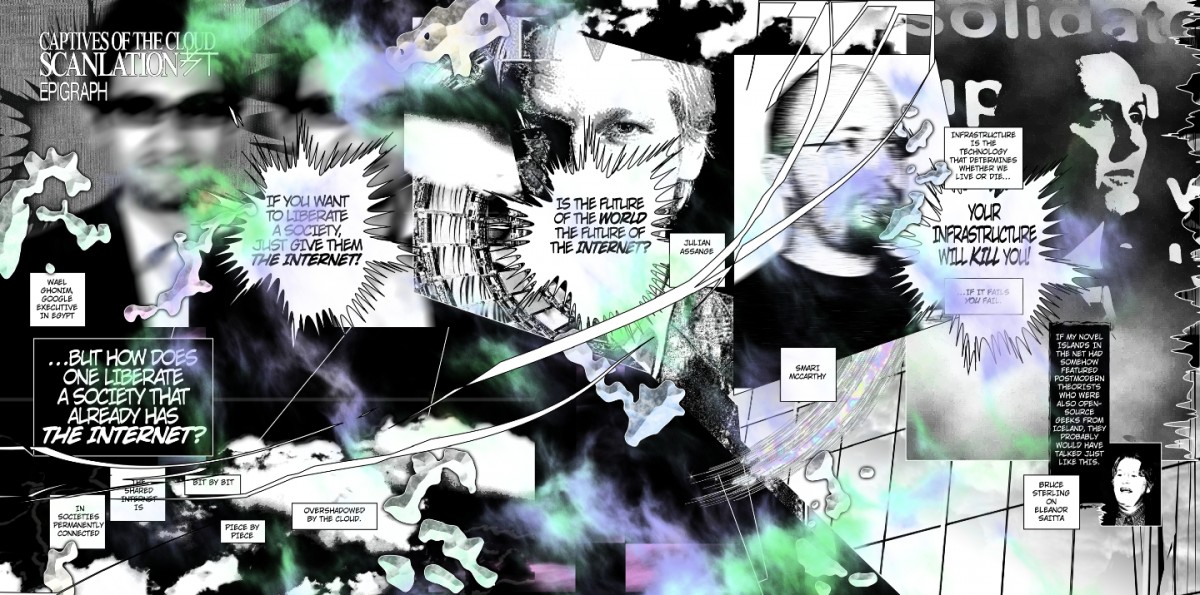 CAPTIVES OF THE CLOUD
SCANLATION
EPIGRAPH
IF YOU WANT
TO LIBERATE
A SOCIETY,
JUST GIVE THEM
THE INTERNET!
WAEL
GHONIM,
GOOGLE
EXECUTIVE
IN EGYPT
...BUT HOW DOES
ONE LIBERATE
A SOCIETY THAT
ALREADY HAS
THE INTERNET?
IN
SOCIETIES
PERMANENTLY
CONNECTED
THE
SHARED
INTERNET
IS
BIT BY BIT
PIECE BY
PIECE
OVERSHADOWED
BY THE CLOUD.
IS THE FUTURE
OF THE WORLD
THE FUTURE OF
THE INTERNET?
JULIAN
ASSANGE
SMARI
MCCARTHY
solidat
INFRASTRUCTURE
IS THE
TECHNOLOGY
THAT DETERMINES
WHETHER WE
LIVE OR DIE...
YOUR
INFRASTRUCTURE
WILL KILL YOU!
...IF IT FAILS
YOU FAIL.
IF MY NOVEL
ISLANDS IN
THE NET HAD
SOMEHOW
FEATURED
POSTMODERN
THEORISTS
WHO WERE
ALSO OPEN-
SOURCE
GEEKS FROM
ICELAND, THEY
PROBABLY
WOULD HAVE
TALKED JUST
LIKE THIS.
BRUCE
STERLING
ON
ELEANOR
SAITTA